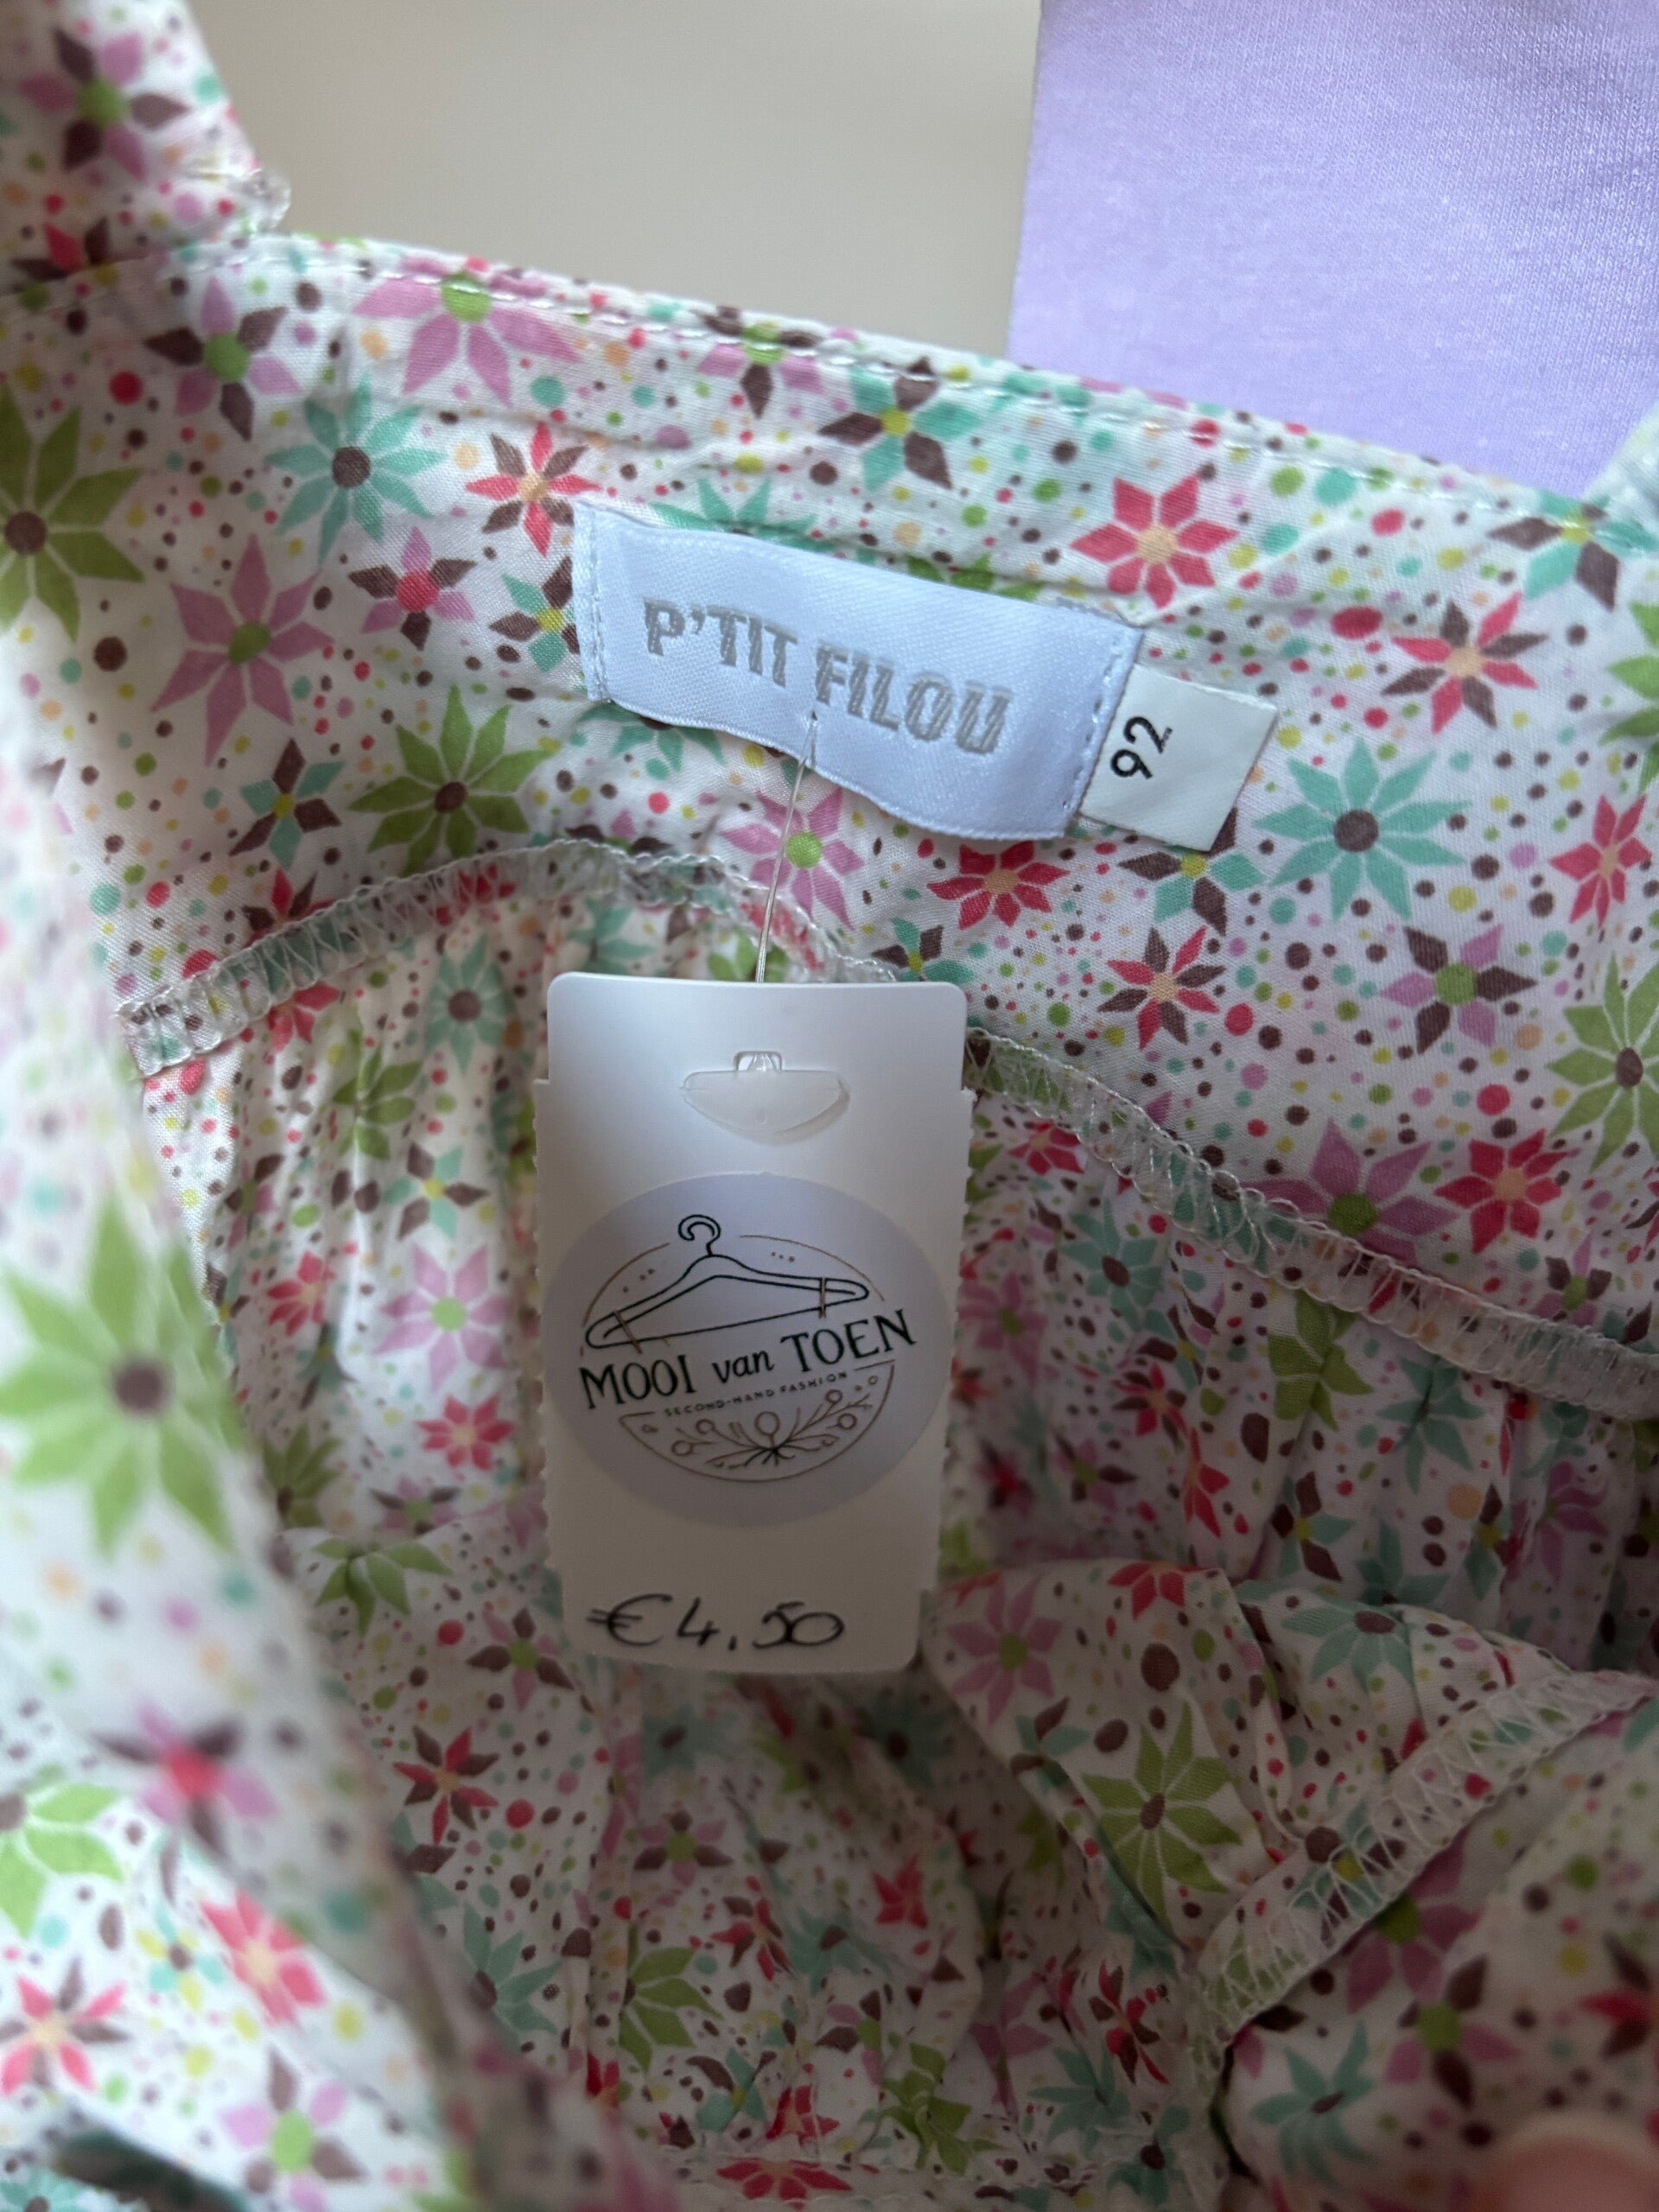 P'TIT FILOU
92
MOOI van TOEN
SECOND-HAND FASHION
€4.50